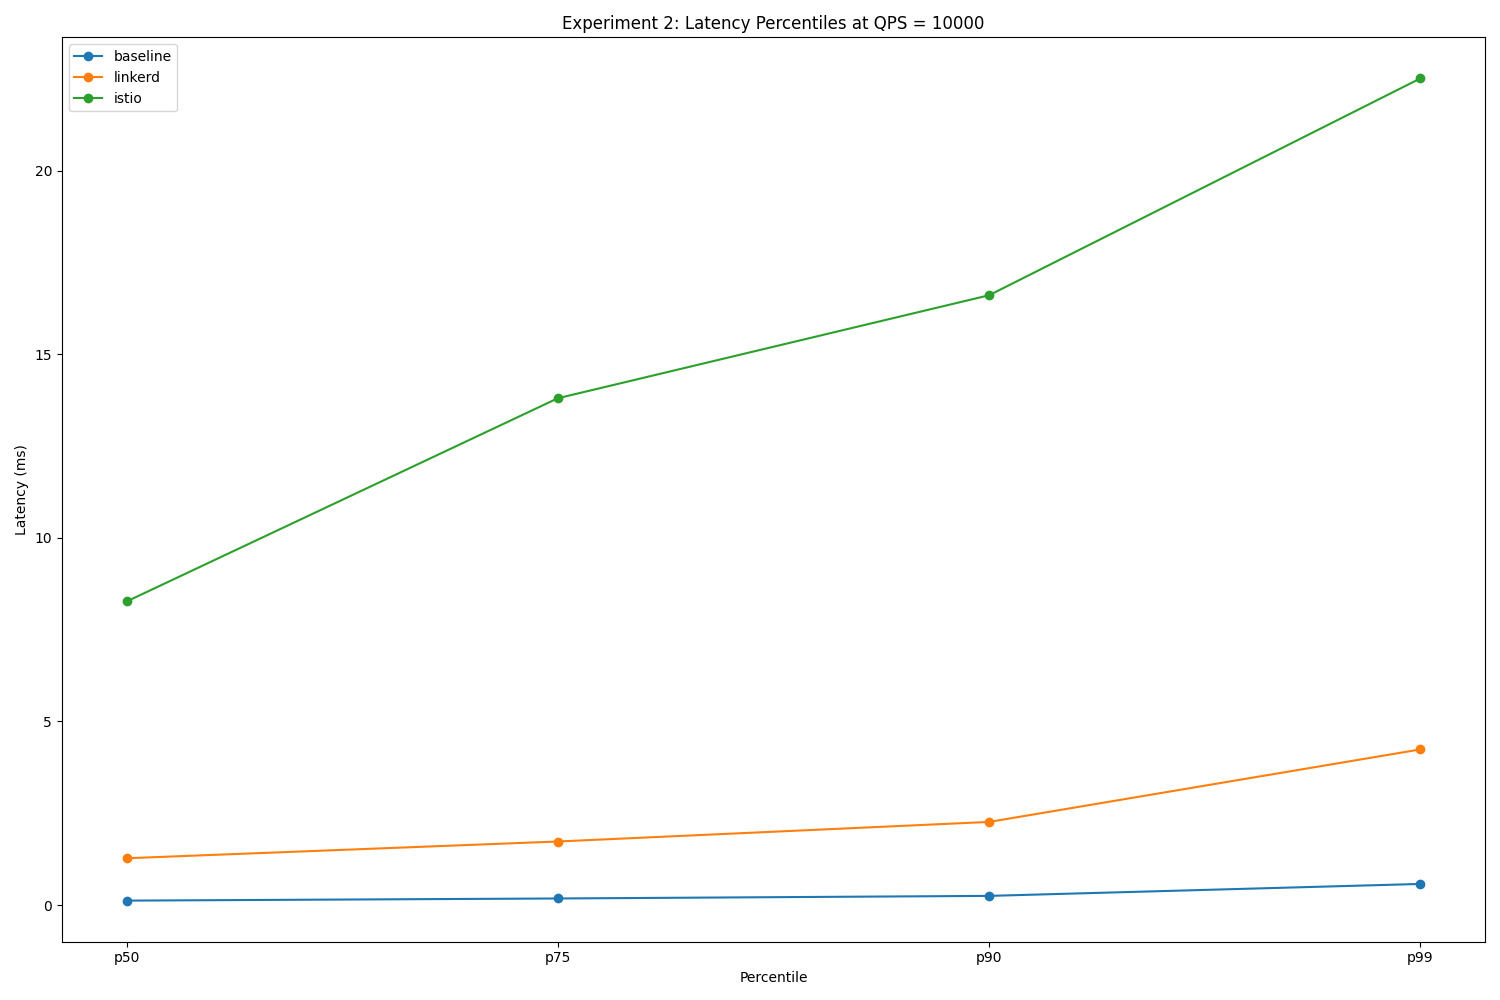 Experiment 2: Latency Percentiles at QPS = 10000
baseline
linkerd
istio
20
15
10
5
0
Latency (ms)
p50 p75 p90 p99
Percentile